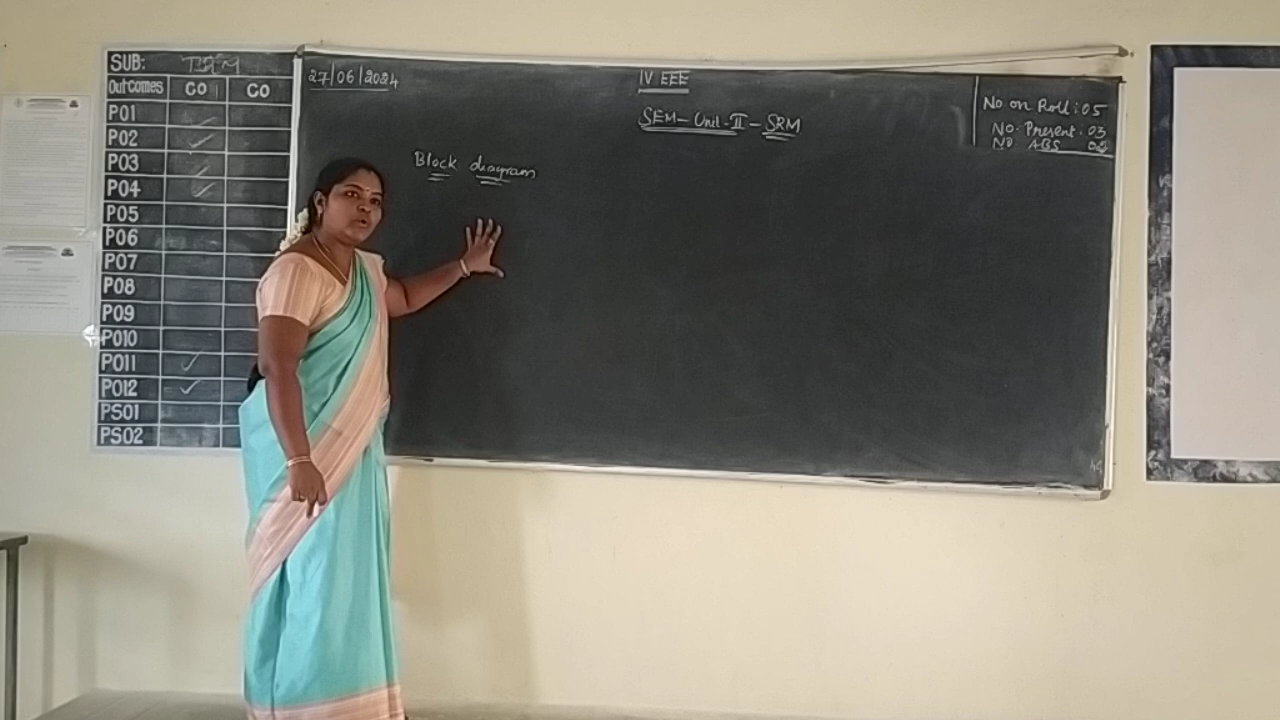 SUB:
Outcomes CO CO
PO1
PO2
PO3
PO4
PO5
PO6
PO7
PO8
PO9
PO10
PO11
PO12
PSO1
PSO2
27/06/2024
IV EEE
SEM - Unit - II - SRM
Block diagram
No on Roll : 05
No. Present . 03
No ABS 02